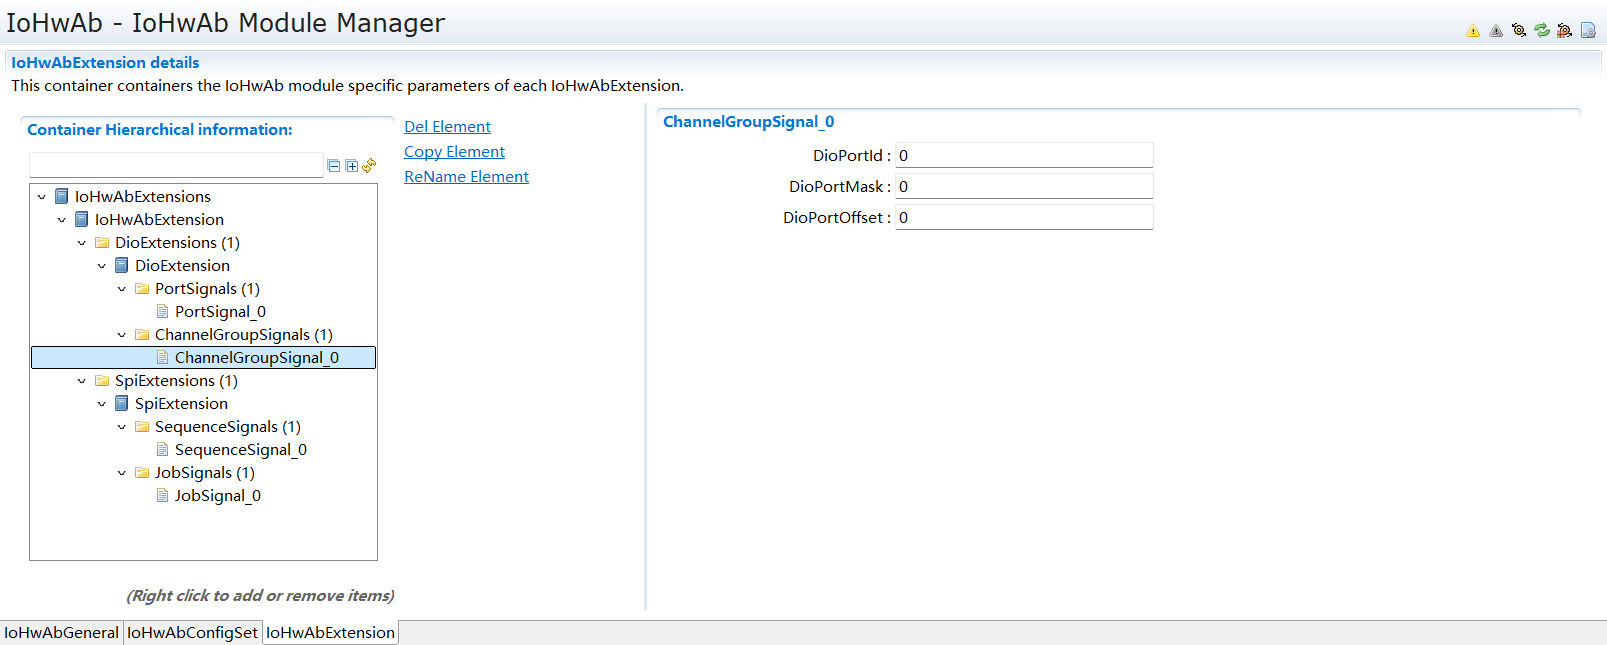 IoHwAb - IoHwAb Module Manager
IoHwAbExtension details
This container containers the IoHwAb module specific parameters of each IoHwAbExtension.
Container Hierarchical information:
Del Element
Copy Element
ReName Element
IoHwAbExtensions
IoHwAbExtension
DioExtensions (1)
DioExtension
PortSignals (1)
PortSignal_0
ChannelGroupSignals (1)
ChannelGroupSignal_0
SpiExtensions (1)
SpiExtension
SequenceSignals (1)
SequenceSignal_0
JobSignals (1)
JobSignal_0
(Right click to add or remove items)
ChannelGroupSignal_0
DioPortId : 0
DioPortMask : 0
DioPortOffset : 0
IoHwAbGeneral IoHwAbConfigSet IoHwAbExtension